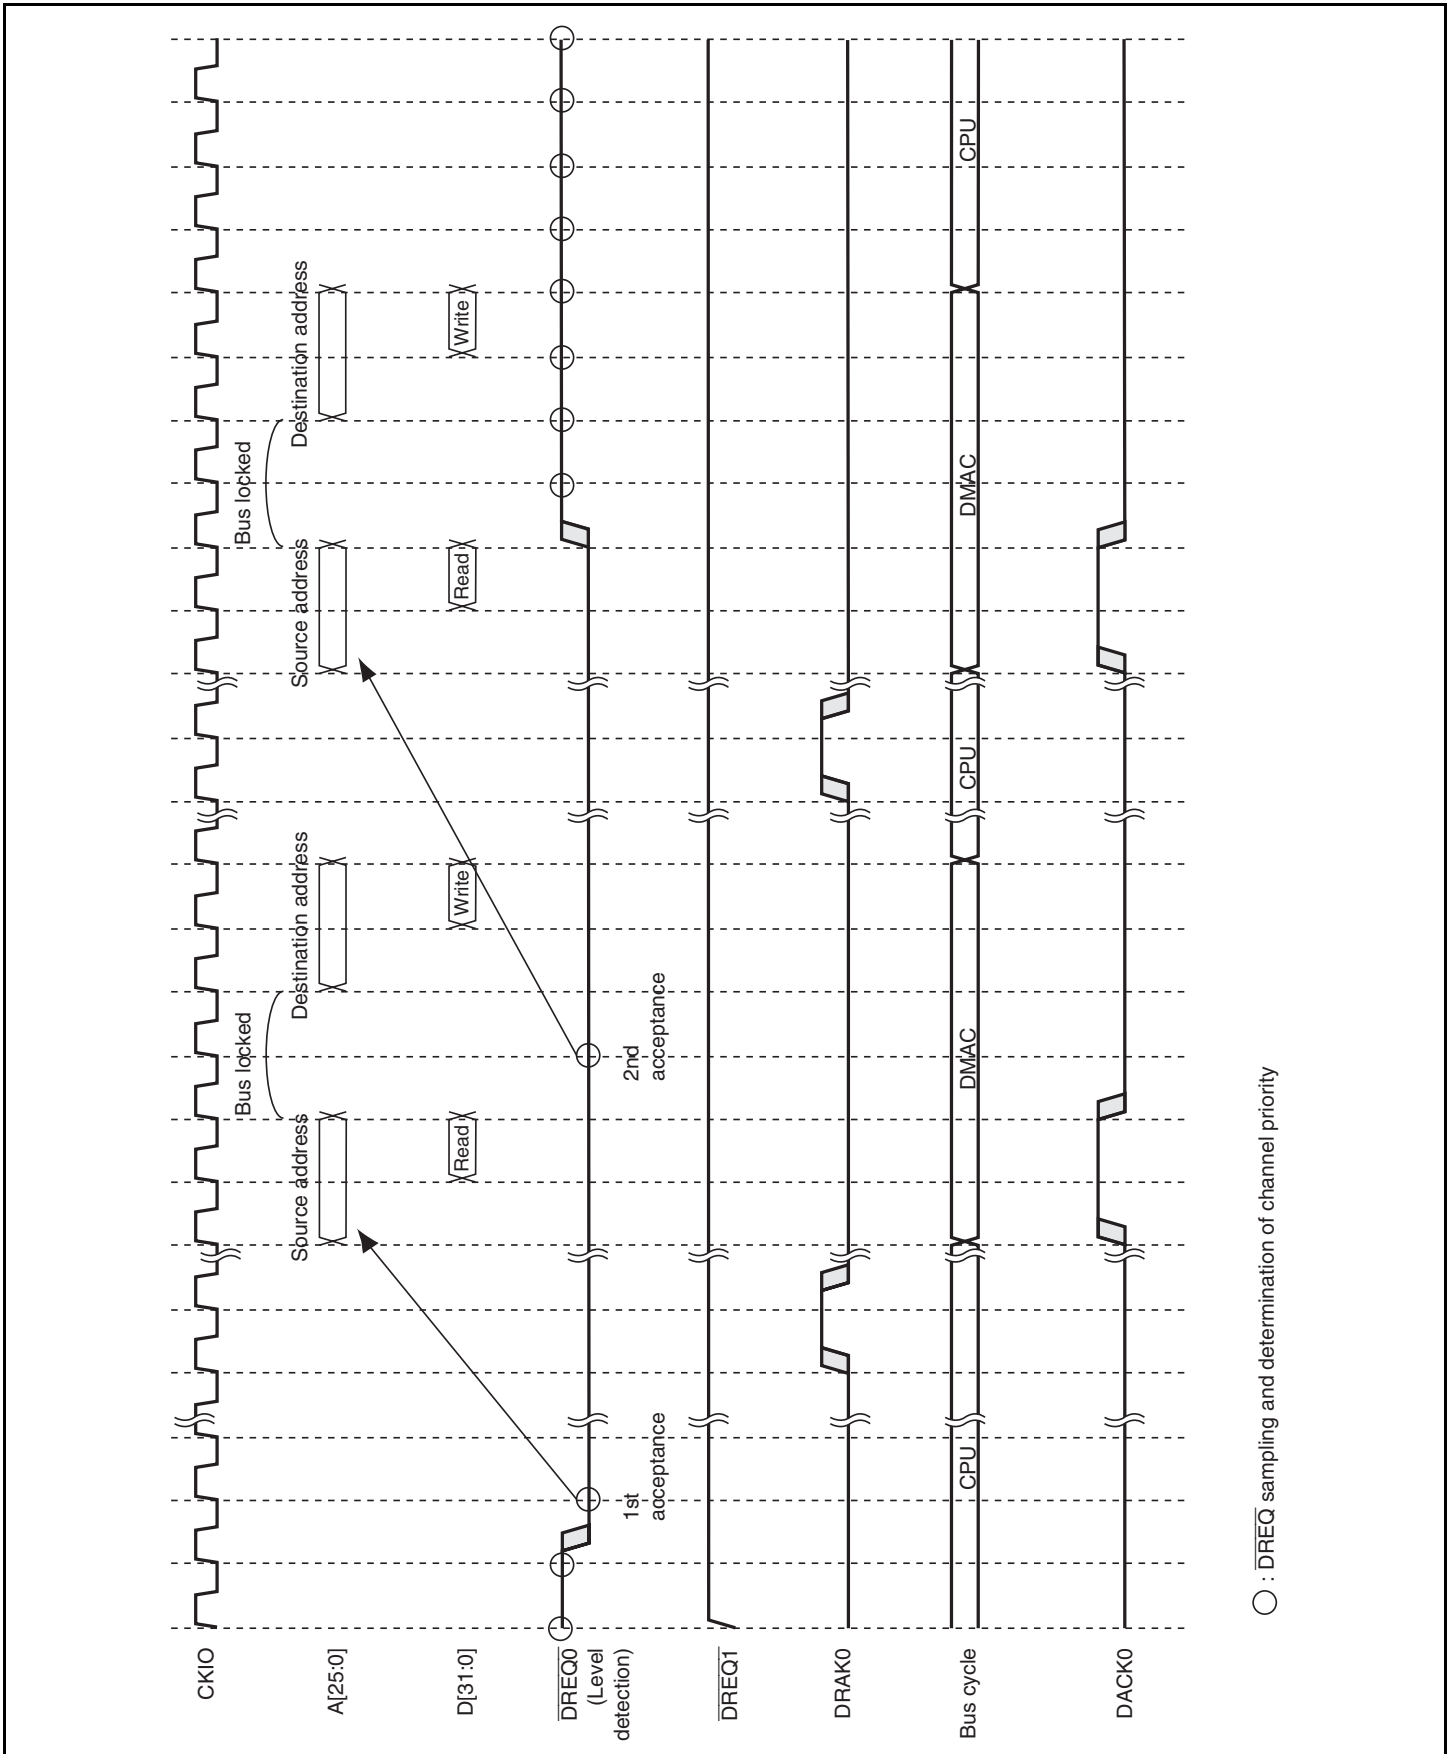 CKIO
Bus locked
Bus locked
Source address
Destination address
Source address
Destination address
A[25:0]
D[31:0]
Read
Write
Read
Write
DREQ0
(Level
detection)
1st
acceptance
2nd
acceptance
DREQ1
DRAK0
Bus cycle
CPU
DMAC
CPU
DMAC
CPU
DACK0
: DREQ sampling and determination of channel priority